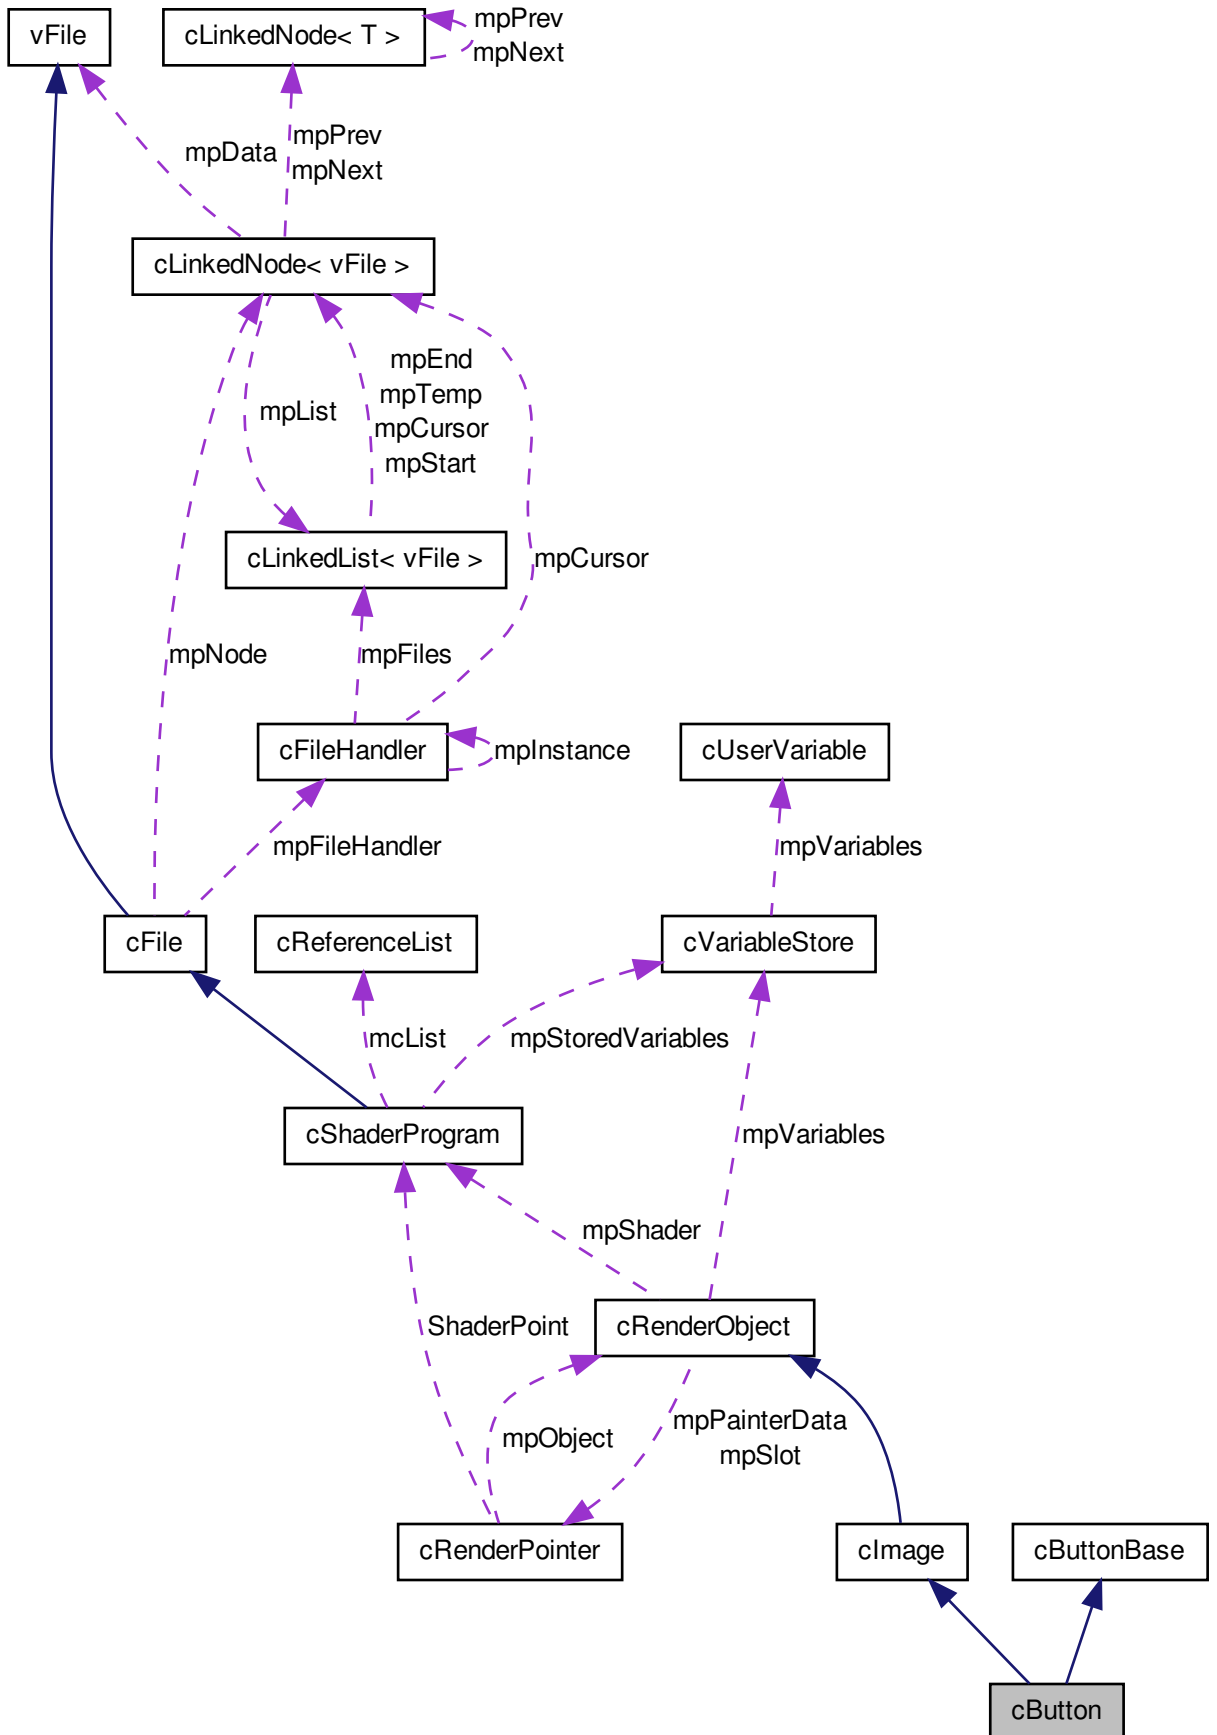 vFile
cLinkedNode< T >
mpPrev
mpNext
mpData
mpPrev
mpNext
cLinkedNode< vFile >
mpList
mpEnd
mpTemp
mpCursor
mpStart
cLinkedList< vFile >
mpCursor
mpNode
mpFiles
cFileHandler
mpInstance
cUserVariable
mpFileHandler
mpVariables
cFile
cReferenceList
cVariableStore
mcList
mpStoredVariables
cShaderProgram
mpVariables
mpShader
ShaderPoint
cRenderObject
mpObject
mpPainterData
mpSlot
cRenderPointer
cImage
cButtonBase
cButton